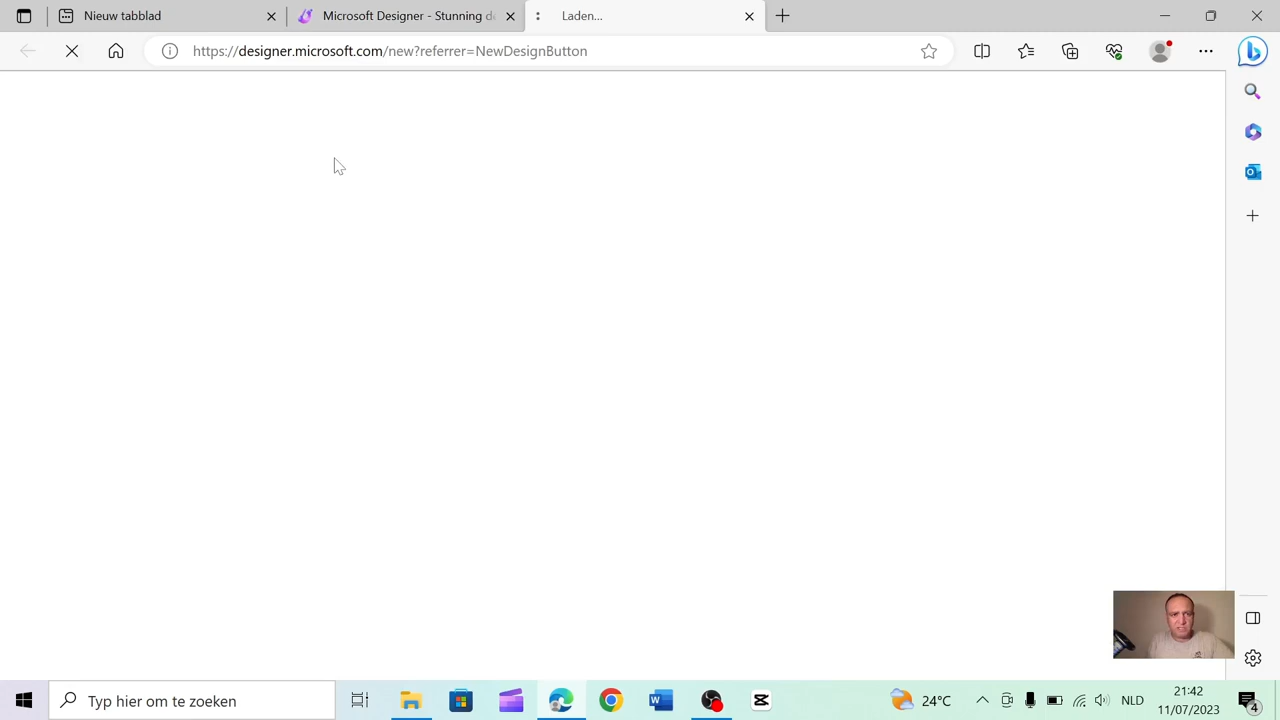 Nieuw tabblad
Microsoft Designer - Stunning de
Laden...
https://designer.microsoft.com/new?referrer=NewDesignButton
Typ hier om te zoeken
24°C
NLD
21:42
11/07/2023
4